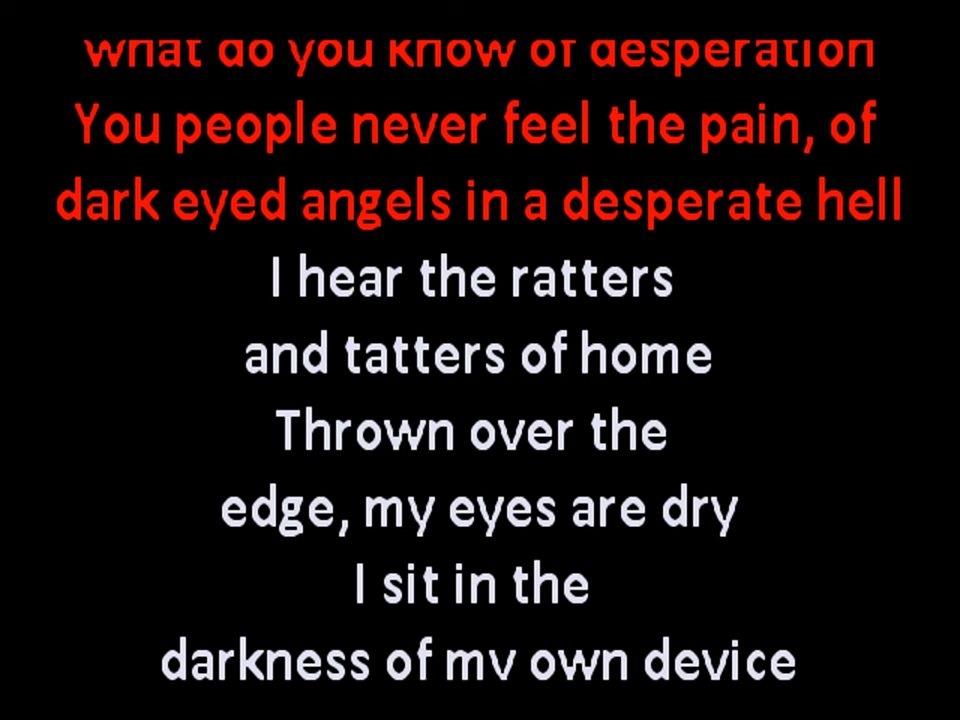 what do you know of desperation
You people never feel the pain, of
dark eyed angels in a desperate hell
I hear the ratters
and tatters of home
Thrown over the
edge, my eyes are dry
I sit in the
darkness of my own device